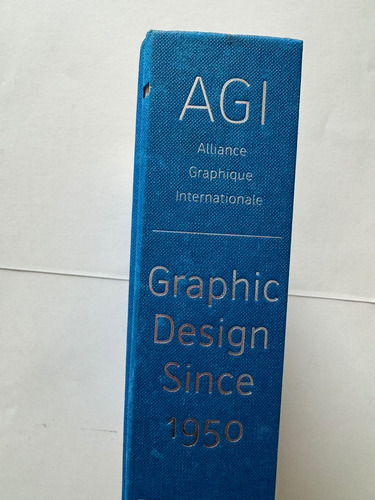 AGI
Alliance
Graphique
Internationale
Graphic
Design
Since
1950